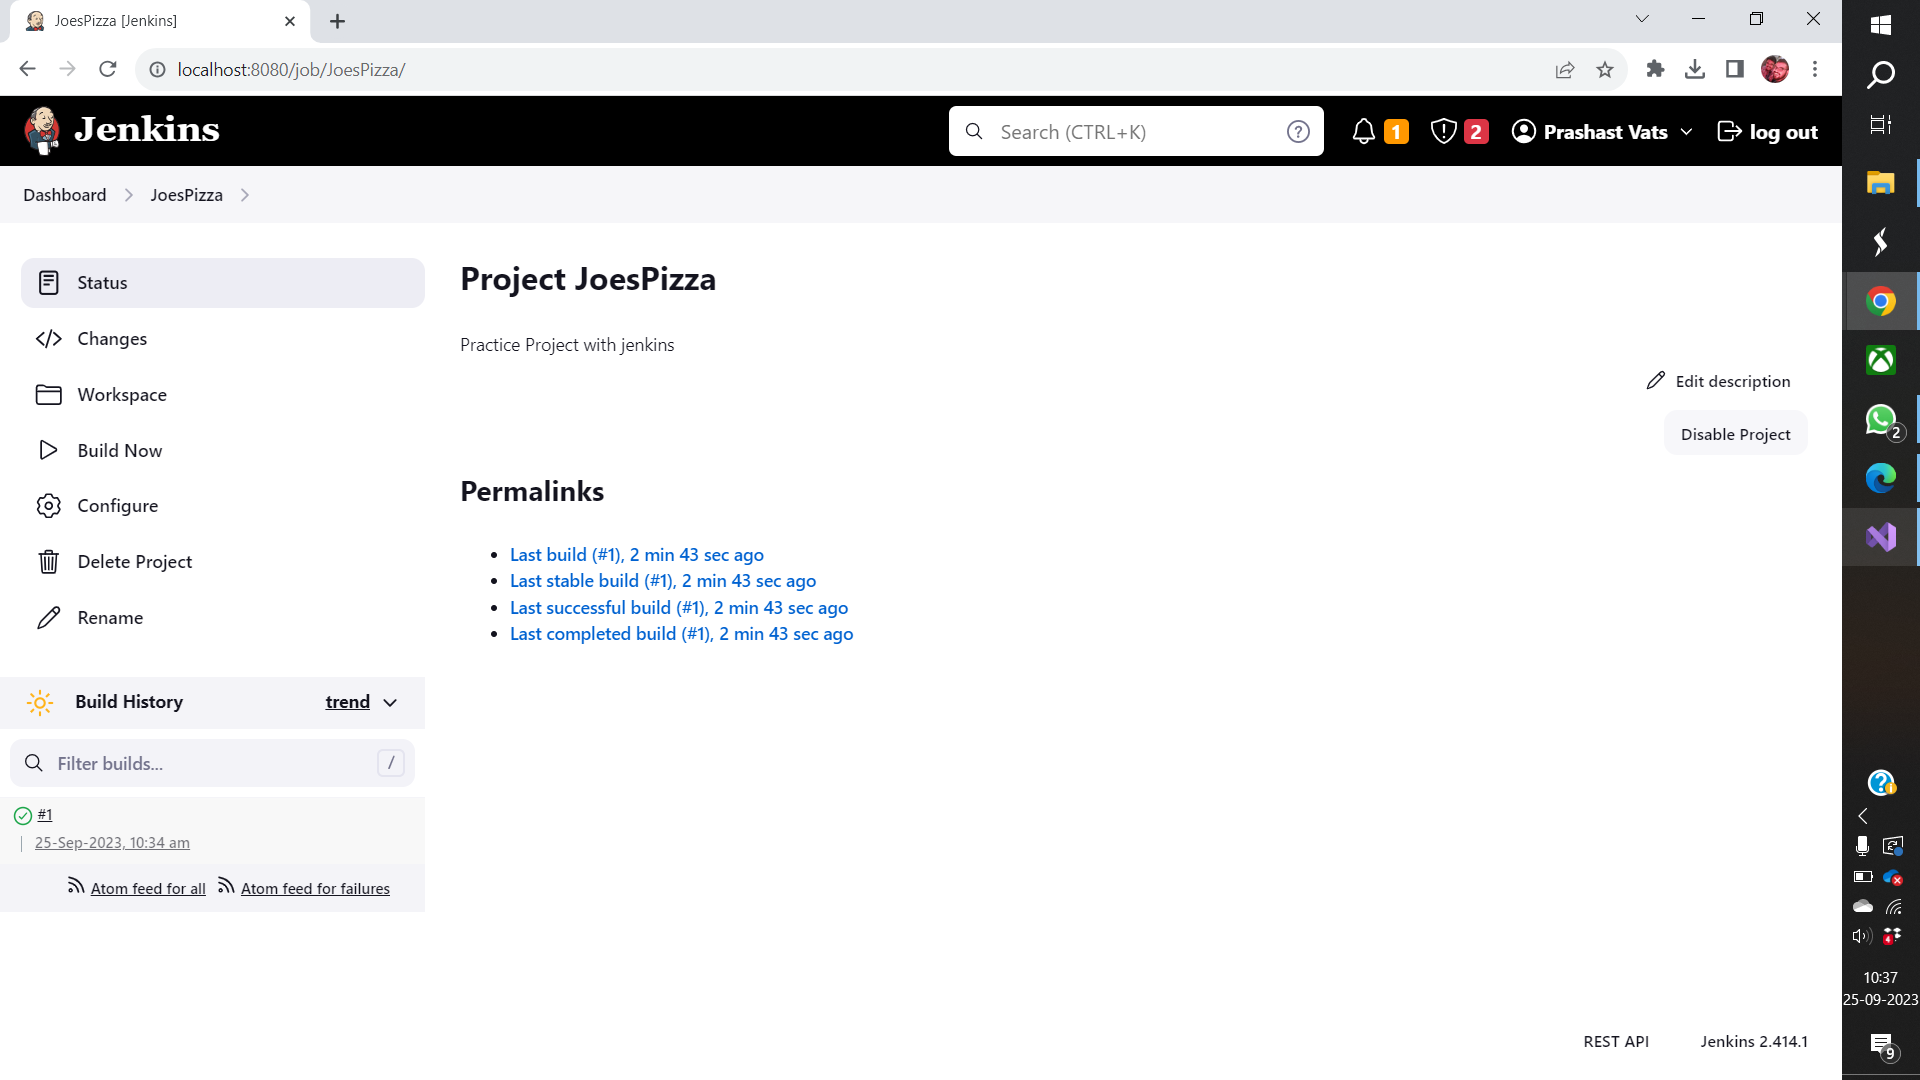 JoesPizza [Jenkins]
localhost:8080/job/JoesPizza/
Jenkins
Search (CTRL+K)
?
1
2
Prashast Vats
log out
Dashboard
JoesPizza
Status
Changes
Workspace
Build Now
Configure
Delete Project
Rename
Build History
trend
Filter builds...
/
#1
25-Sep-2023, 10:34 am
Atom feed for all
Atom feed for failures
Project JoesPizza
Practice Project with jenkins
Edit description
Disable Project
Permalinks
Last build (#1), 2 min 43 sec ago
Last stable build (#1), 2 min 43 sec ago
Last successful build (#1), 2 min 43 sec ago
Last completed build (#1), 2 min 43 sec ago
REST API
Jenkins 2.414.1
2
?
4
10:37
25-09-2023
9